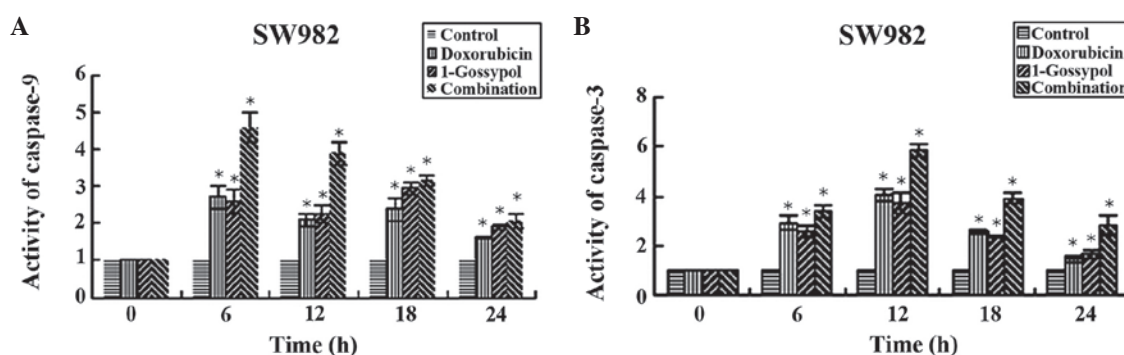 A
SW982
Control
Doxorubicin
1-Gossypol
Combination
Activity of caspase-9
6
5
4
3
2
1
0
* * *
* * *
* * *
* * *
0 6 12 18 24
Time (h)
B
SW982
Control
Doxorubicin
1-Gossypol
Combination
Activity of caspase-3
8
6
4
2
0
* * *
* * *
* * *
* * *
0 6 12 18 24
Time (h)